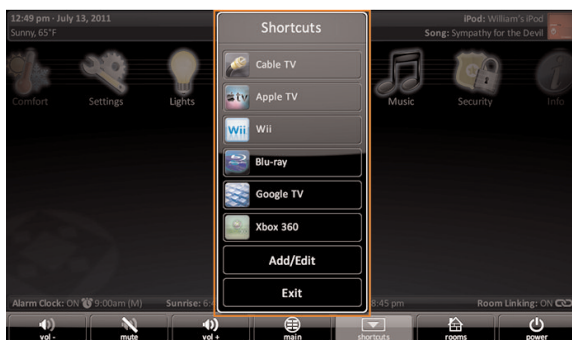 12:49 pm - July 13, 2011
Sunny, 65°F
iPod: William's iPod
Song: Sympathy for the Devil
Shortcuts
Cable TV
Apple TV
Wii
Blu-ray
Google TV
Xbox 360
Add/Edit
Exit
Comfort
Settings
Lights
Music
Security
Info
Alarm Clock: ON 9:00am (M)
Sunrise: 6:
8:45 pm
Room Linking: ON
vol -
mute
vol +
main
shortcuts
rooms
power